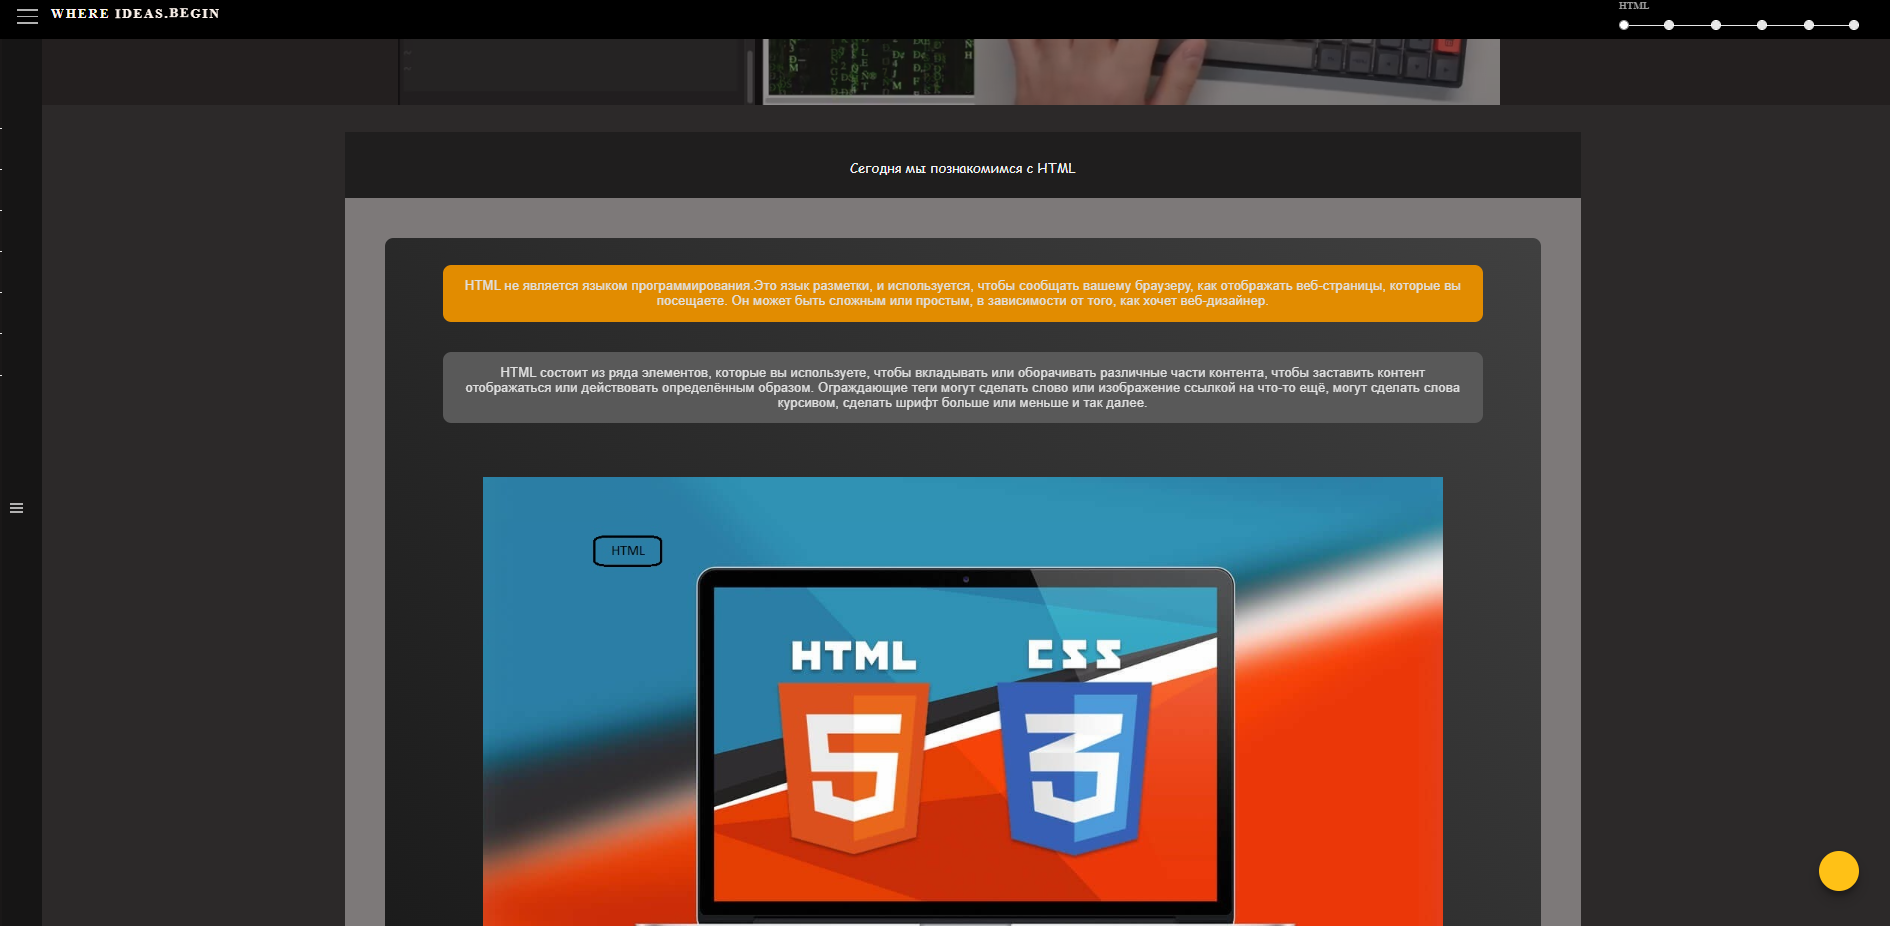 WHERE IDEAS.BEGIN
HTML
Сегодня мы познакомимся с HTML
HTML не является языком программирования.Это язык разметки, и используется, чтобы сообщать вашему браузеру, как отображать веб-страницы, которые вы
посещаете. Он может быть сложным или простым, в зависимости от того, как хочет веб-дизайнер.
HTML состоит из ряда элементов, которые вы используете, чтобы вкладывать или оборачивать различные части контента, чтобы заставить контент
отображаться или действовать определённым образом. Ограждающие теги могут сделать слово или изображение ссылкой на что-то ещё, могут сделать слова
курсивом, сделать шрифт больше или меньше и так далее.
HTML
HTML
CSS
5
3